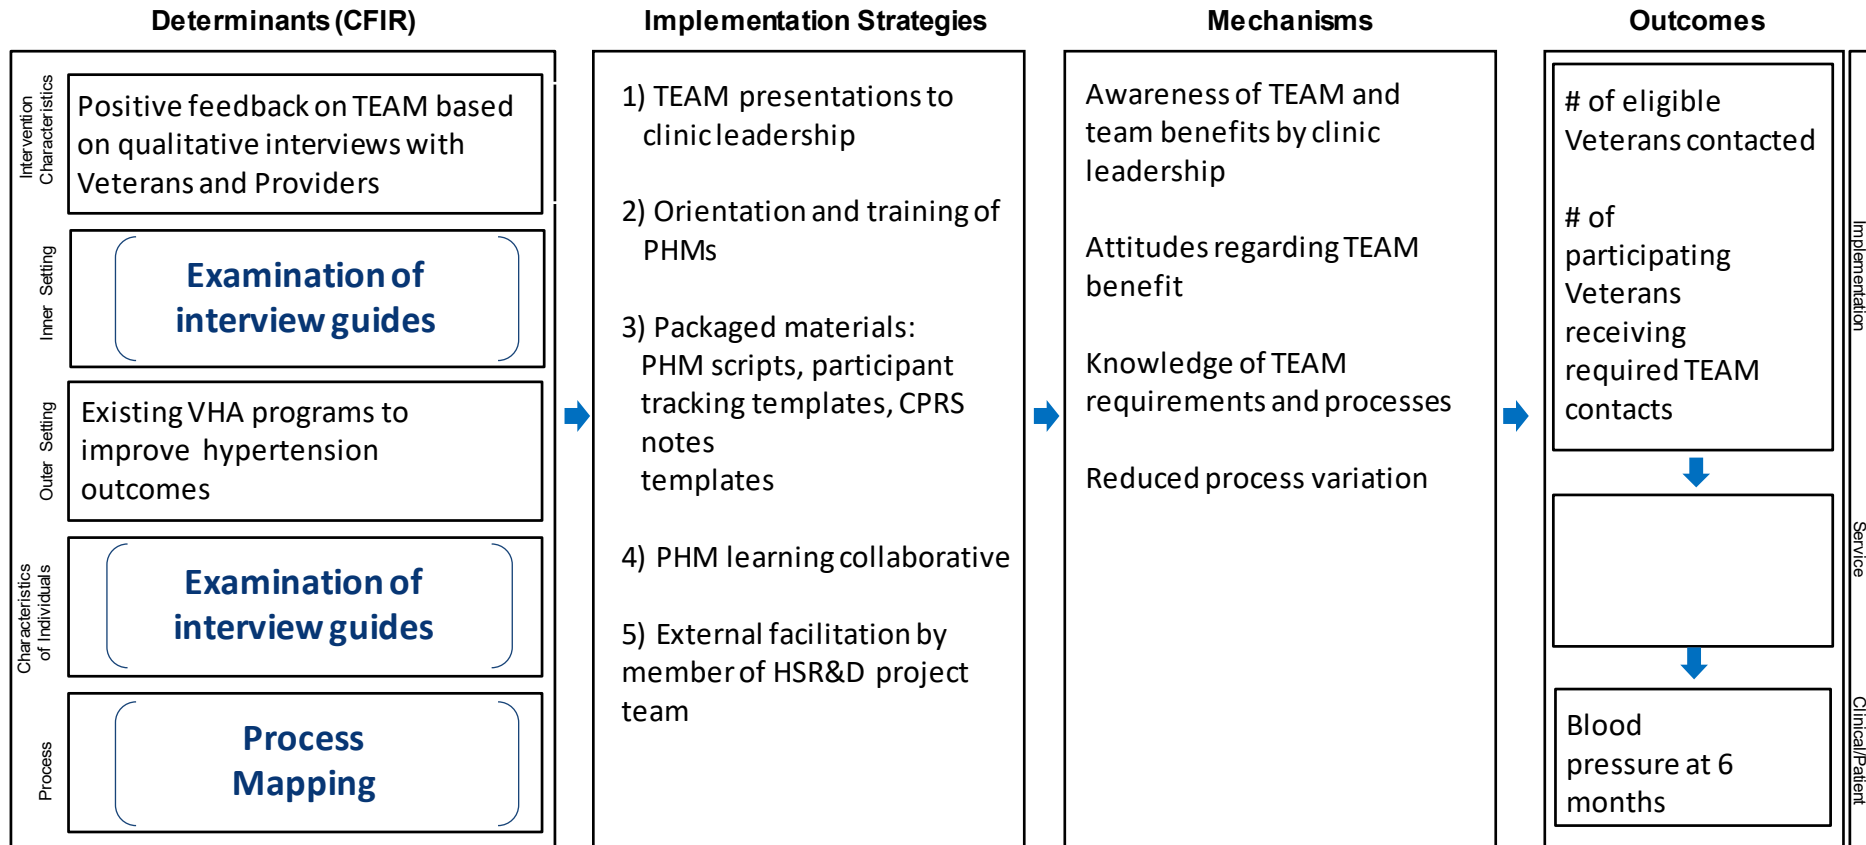 Determinants (CFIR)
Intervention
Characteristics
Positive feedback on TEAM based
on qualitative interviews with
Veterans and Providers
Inner Setting
Examination of
interview guides
Outer Setting
Existing VHA programs to
improve hypertension
outcomes
Characteristics
of Individuals
Examination of
interview guides
Process
Process
Mapping
Implementation Strategies
1) TEAM presentations to
clinic leadership
2) Orientation and training of
PHMs
3) Packaged materials:
PHM scripts, participant
tracking templates, CPRS
notes
templates
4) PHM learning collaborative
5) External facilitation by
member of HSR&D project
team
Mechanisms
Awareness of TEAM and
team benefits by clinic
leadership
Attitudes regarding TEAM
benefit
Knowledge of TEAM
requirements and processes
Reduced process variation
Outcomes
# of eligible
Veterans contacted
# of
participating
Veterans
receiving
required TEAM
contacts
Implementation
Service
Blood
pressure at 6
months
Clinical/Patient